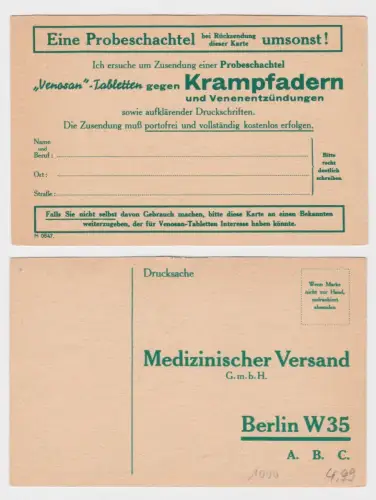 Eine Probeschachtel bei Rücksendung dieser Karte umsonst!
Ich ersuche um Zusendung einer Probeschachtel
„Venosan"-Tabletten gegen Krampfadern
und Venenentzündungen
sowie aufklärender Druckschriften.
Die Zusendung muß portofrei und vollständig kostenlos erfolgen.
Name
und
Beruf:
Ort:
Straße:
Bitte
recht
deutlich
schreiben
Falls Sie nicht selbst davon Gebrauch machen, bitte diese Karte an einen Bekannten
weiterzugeben, der für Venosan-Tabletten Interesse haben könnte.
H 0847.
Drucksache
Wenn Marke
nicht zur Hand,
unfrankiert
absenden
Medizinischer Versand
G. m. b. H.
Berlin W35
A. B. C.
4,99